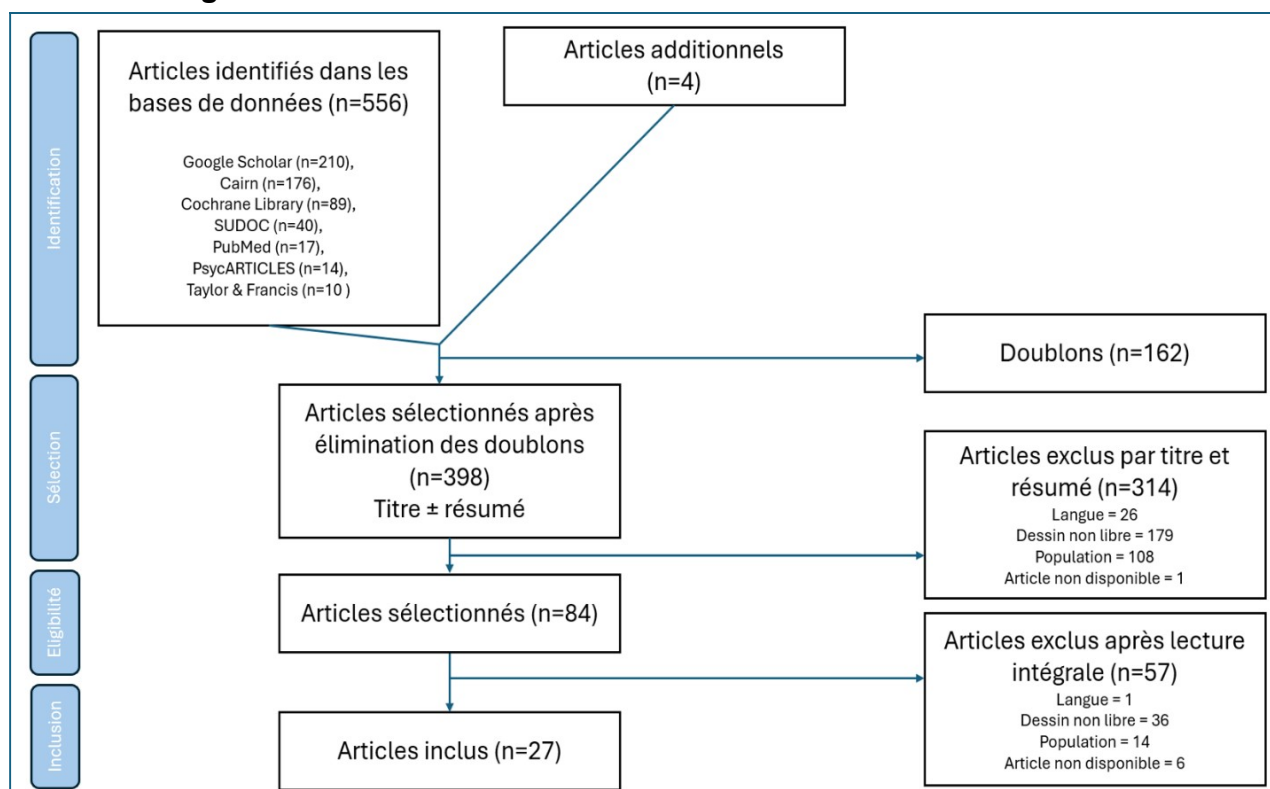 Identification
Articles identifiés dans les
bases de données (n=556)
Google Scholar (n=210),
Cairn (n=176),
Cochrane Library (n=89),
SUDOC (n=40),
PubMed (n=17),
PsycARTICLES (n=14),
Taylor & Francis (n=10 )
Articles additionnels
(n=4)
Doublons (n=162)
Sélection
Articles sélectionnés après
élimination des doublons
(n=398)
Titre ± résumé
Articles exclus par titre et
résumé (n=314)
Langue = 26
Dessin non libre = 179
Population = 108
Article non disponible = 1
Eligibilité
Articles sélectionnés (n=84)
Articles exclus après lecture
intégrale (n=57)
Langue = 1
Dessin non libre = 36
Population = 14
Article non disponible = 6
Inclusion
Articles inclus (n=27)